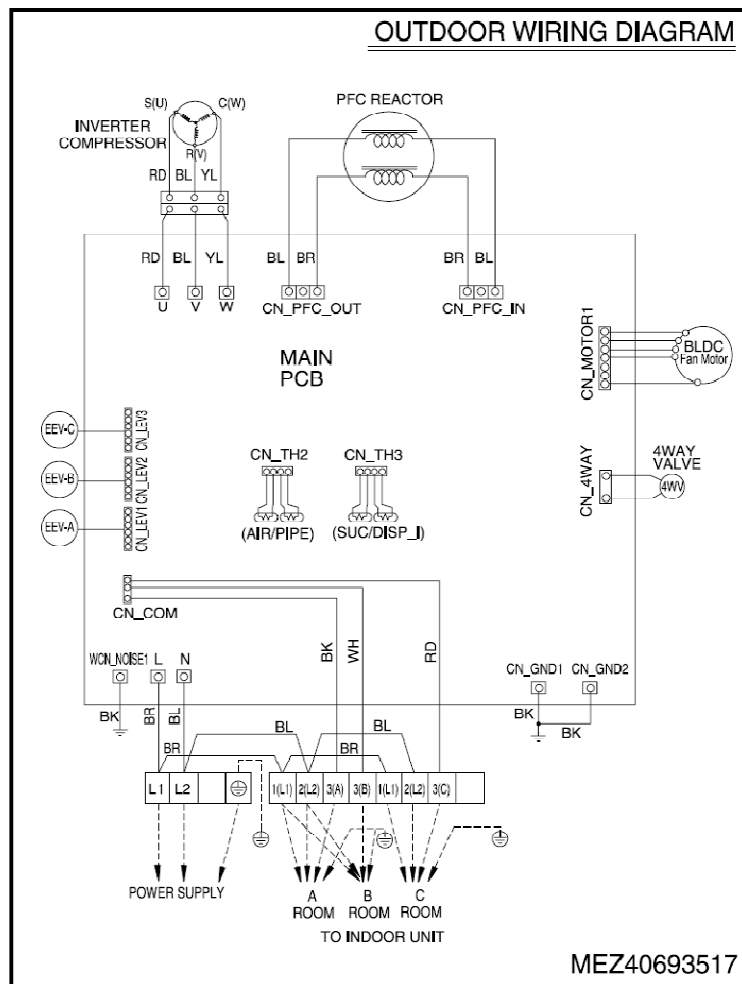 OUTDOOR WIRING DIAGRAM
PFC REACTOR
S(U) C(W)
INVERTER
COMPRESSOR
R(V)
RD BL YL
RD BL YL
BL BR
BR BL
U V W
CN_PFC_OUT
CN_PFC_IN
CN_MOTOR1
BLDC
Fan Motor
MAIN
PCB
EEV-C
CN_LEV3
EEV-B
CN_LEV2
EEV-A
CN_LEV1
CN_TH2
CN_TH3
(AIR/PIPE)
(SUC/DISP_I)
CN_4WAY
4WAY
VALVE
4WV
CN_COM
BK
WH
RD
WCN_NOISE1 L N
CN_GND1 CN_GND2
BK
BR
BL
BK
BK
BL
BL
BR
BR
L1 L2
1(L1) 2(L2) 3(A) 3(B) 1(L1) 2(L2) 3(C)
POWER SUPPLY
A
ROOM
B
ROOM
C
ROOM
TO INDOOR UNIT
MEZ40693517